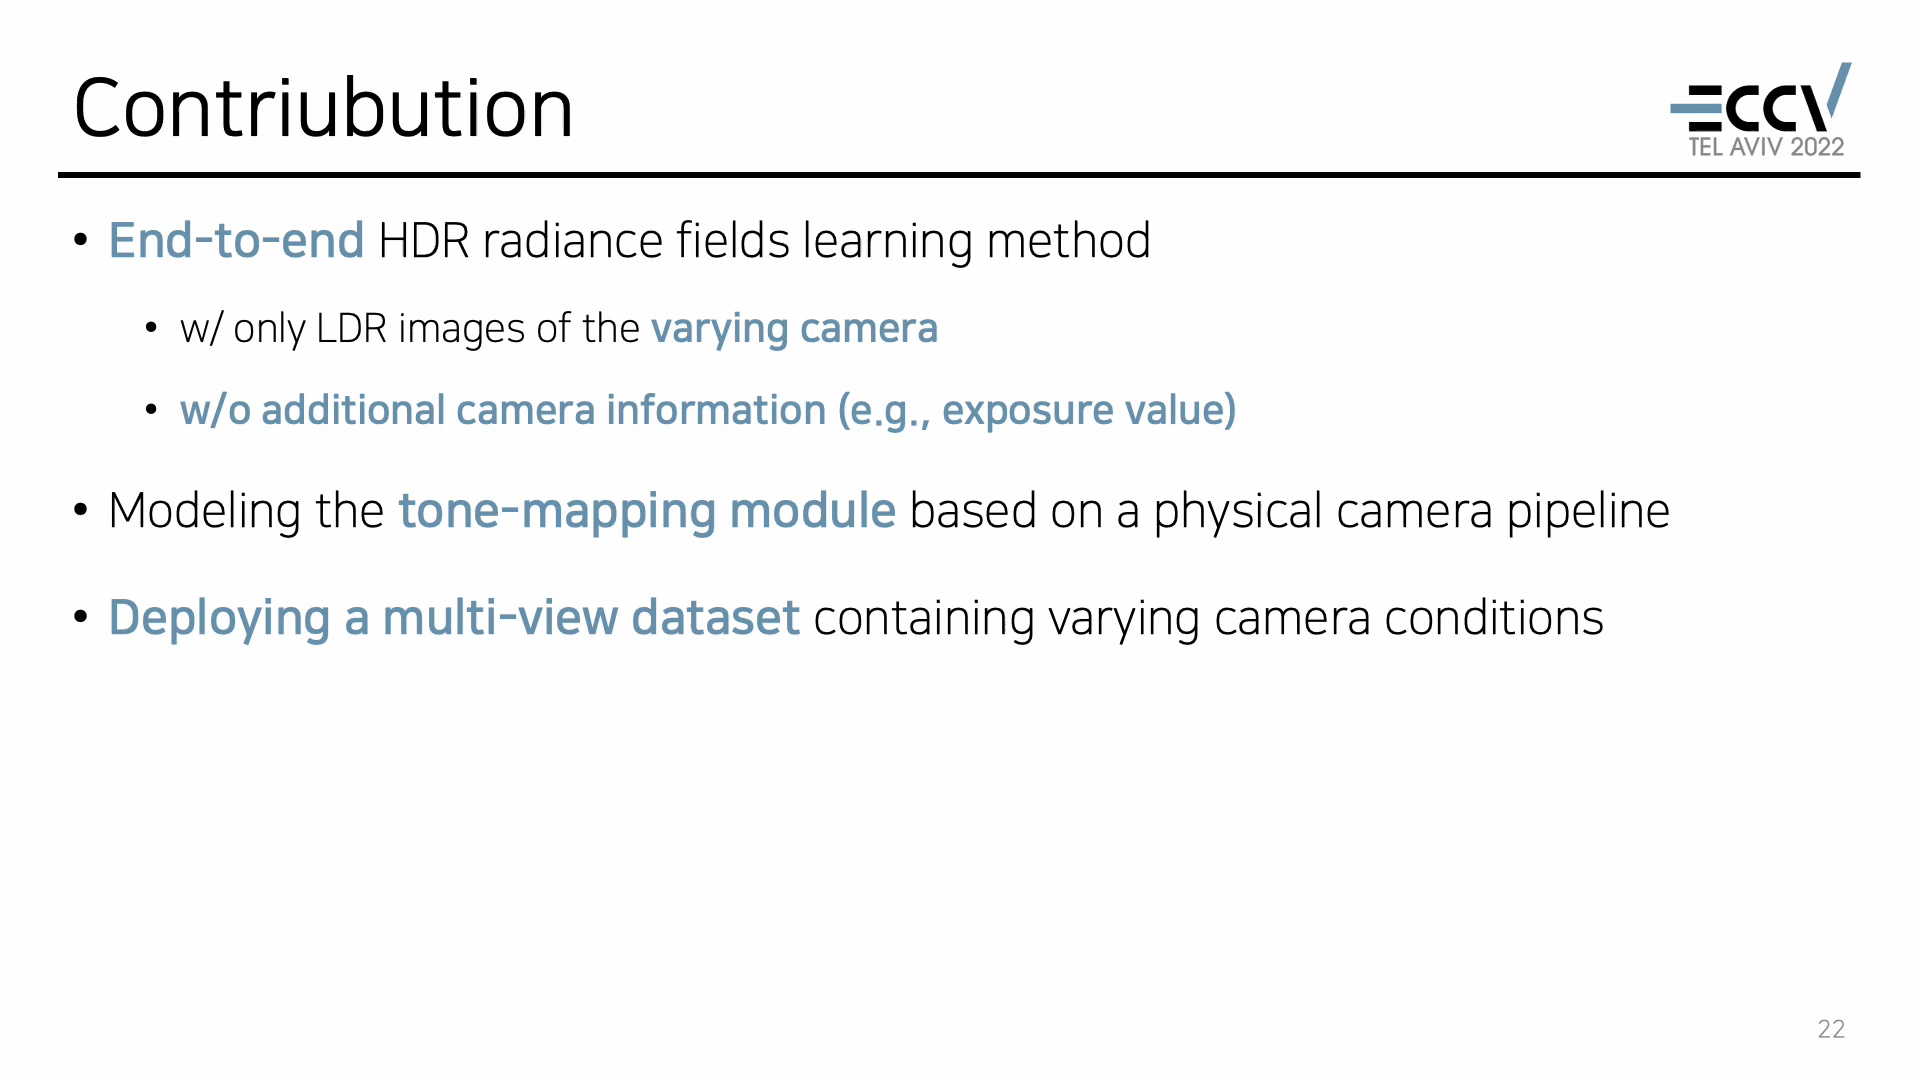 Contriubution
ECCV
TEL AVIV 2022
• End-to-end HDR radiance fields learning method
• w/ only LDR images of the varying camera
• w/o additional camera information (e.g., exposure value)
• Modeling the tone-mapping module based on a physical camera pipeline
• Deploying a multi-view dataset containing varying camera conditions
22